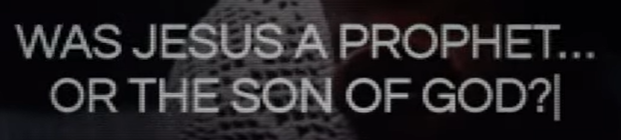 WAS JESUS A PROPHET...
OR THE SON OF GOD?